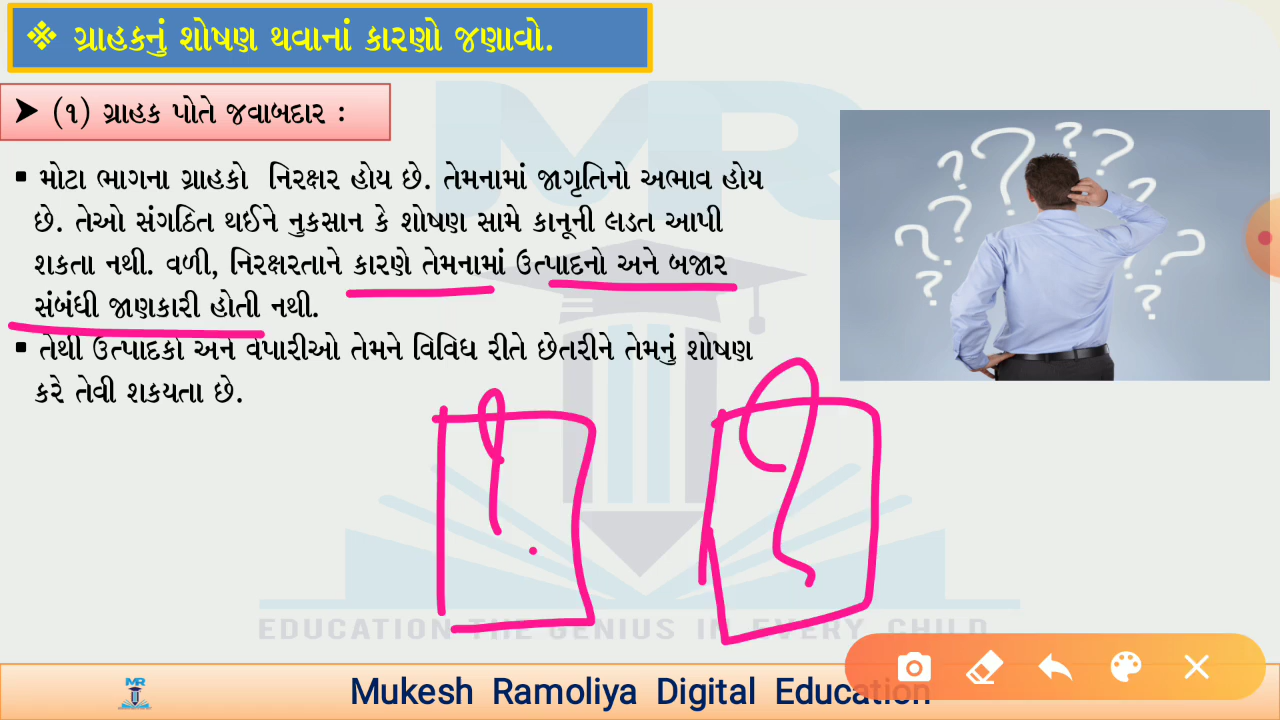 ❖ ગ્રાહકનું શોષણ થવાનાં કારણો જણાવો.
➤ (૧) ગ્રાહક પોતે જવાબદાર :
▪ મોટા ભાગના ગ્રાહકો નિરક્ષર હોય છે. તેમનામાં જાગૃતિનો અભાવ હોય
છે. તેઓ સંગઠિત થઈને નુકસાન કે શોષણ સામે કાનૂની લડત આપી
શકતા નથી. વળી, નિરક્ષરતાને કારણે તેમનામાં ઉત્પાદનો અને બજાર
સંબંધી જાણકારી હોતી નથી.
▪ તેથી ઉત્પાદકો અને વેપારીઓ તેમને વિવિધ રીતે છેતરીને તેમનું શોષણ
કરે તેવી શકયતા છે.
MR
EDUCATION THE GENIUS IN EVERY CHILD
MR
Mukesh Ramoliya Digital Education